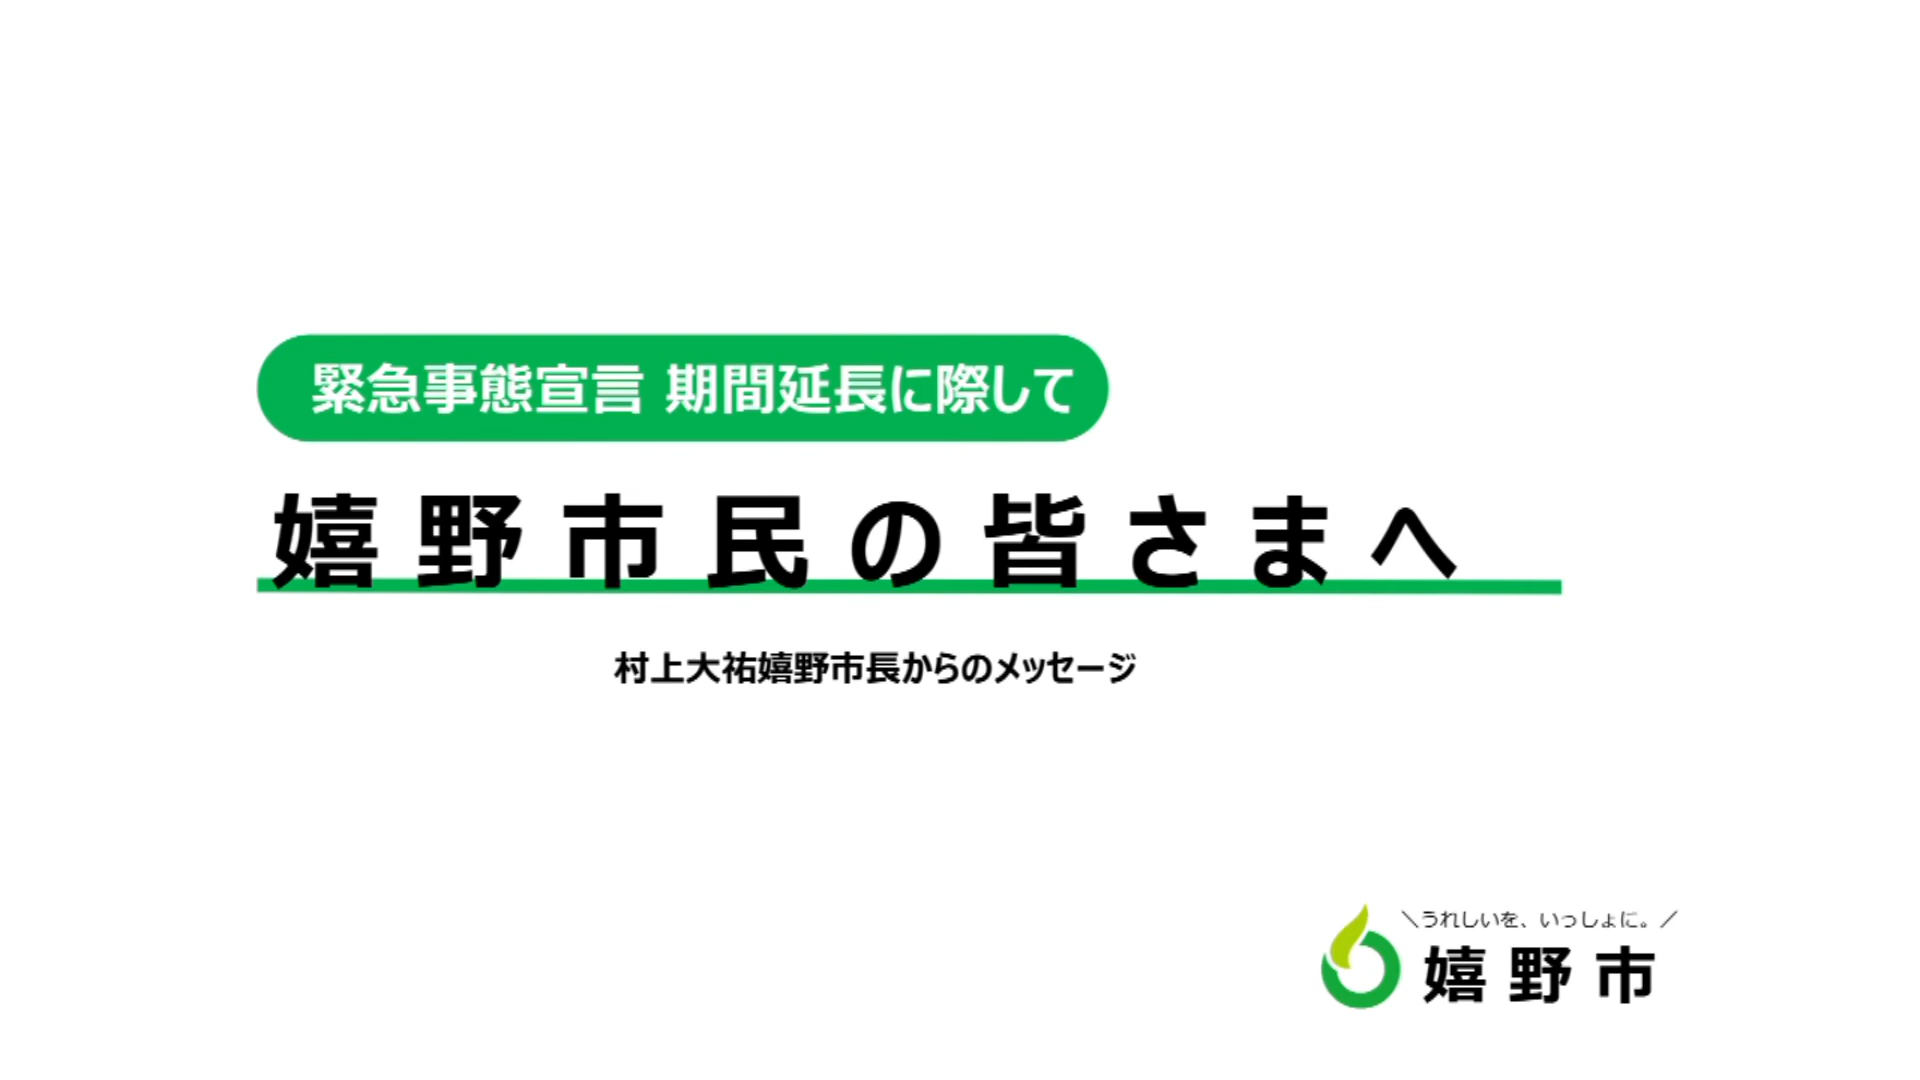 緊急事態宣言 期間延長に際して
嬉野市民の皆さまへ
村上大祐嬉野市長からのメッセージ
＼うれしいを、いっしょに。／
嬉野市